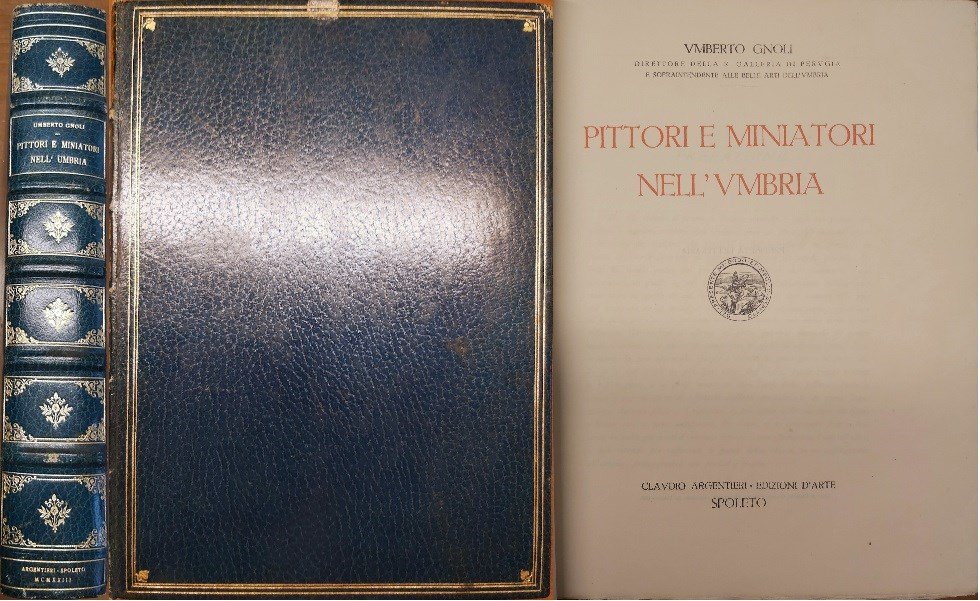 UMBERTO GNOLI
PITTORI E MINIATORI
NELL' UMBRIA
ARGENTIERI - SPOLETO
MCMXXIII
VMBERTO GNOLI
DIRETTORE DELLA R. GALLERIA DI PERVGIA
E SOPRAINTENDENTE ALLE BELLE ARTI DELL'VMBRIA
PITTORI E MINIATORI
NELL'VMBRIA
CLAVDIO ARGENTIERI • EDIZIONI D'ARTE
SPOLETO